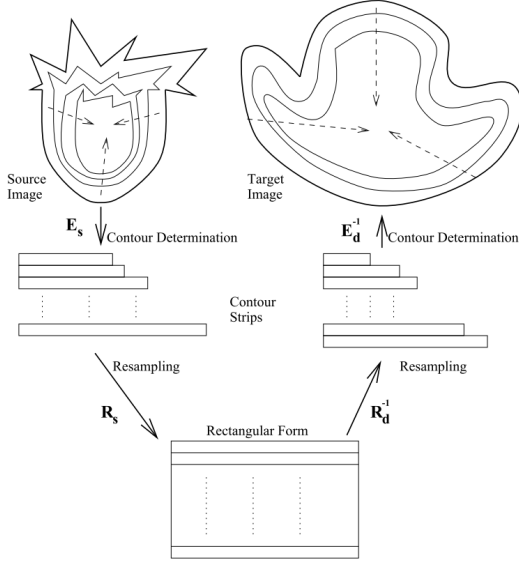 Source
Image
Target
Image
E_s
Contour Determination
E_d^-1
Contour Determination
Contour
Strips
Resampling
Resampling
R_s
R_d^-1
Rectangular Form